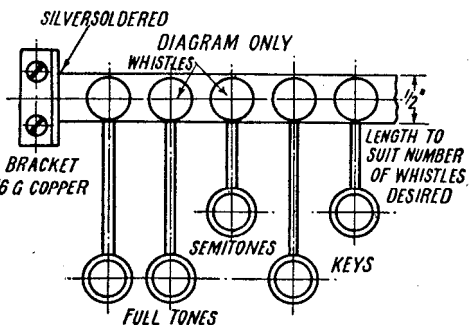 SILVERSOLDERED
DIAGRAM ONLY
WHISTLES
1/2"
BRACKET
6 G COPPER
LENGTH TO
SUIT NUMBER
OF WHISTLES
DESIRED
SEMITONES
KEYS
FULL TONES